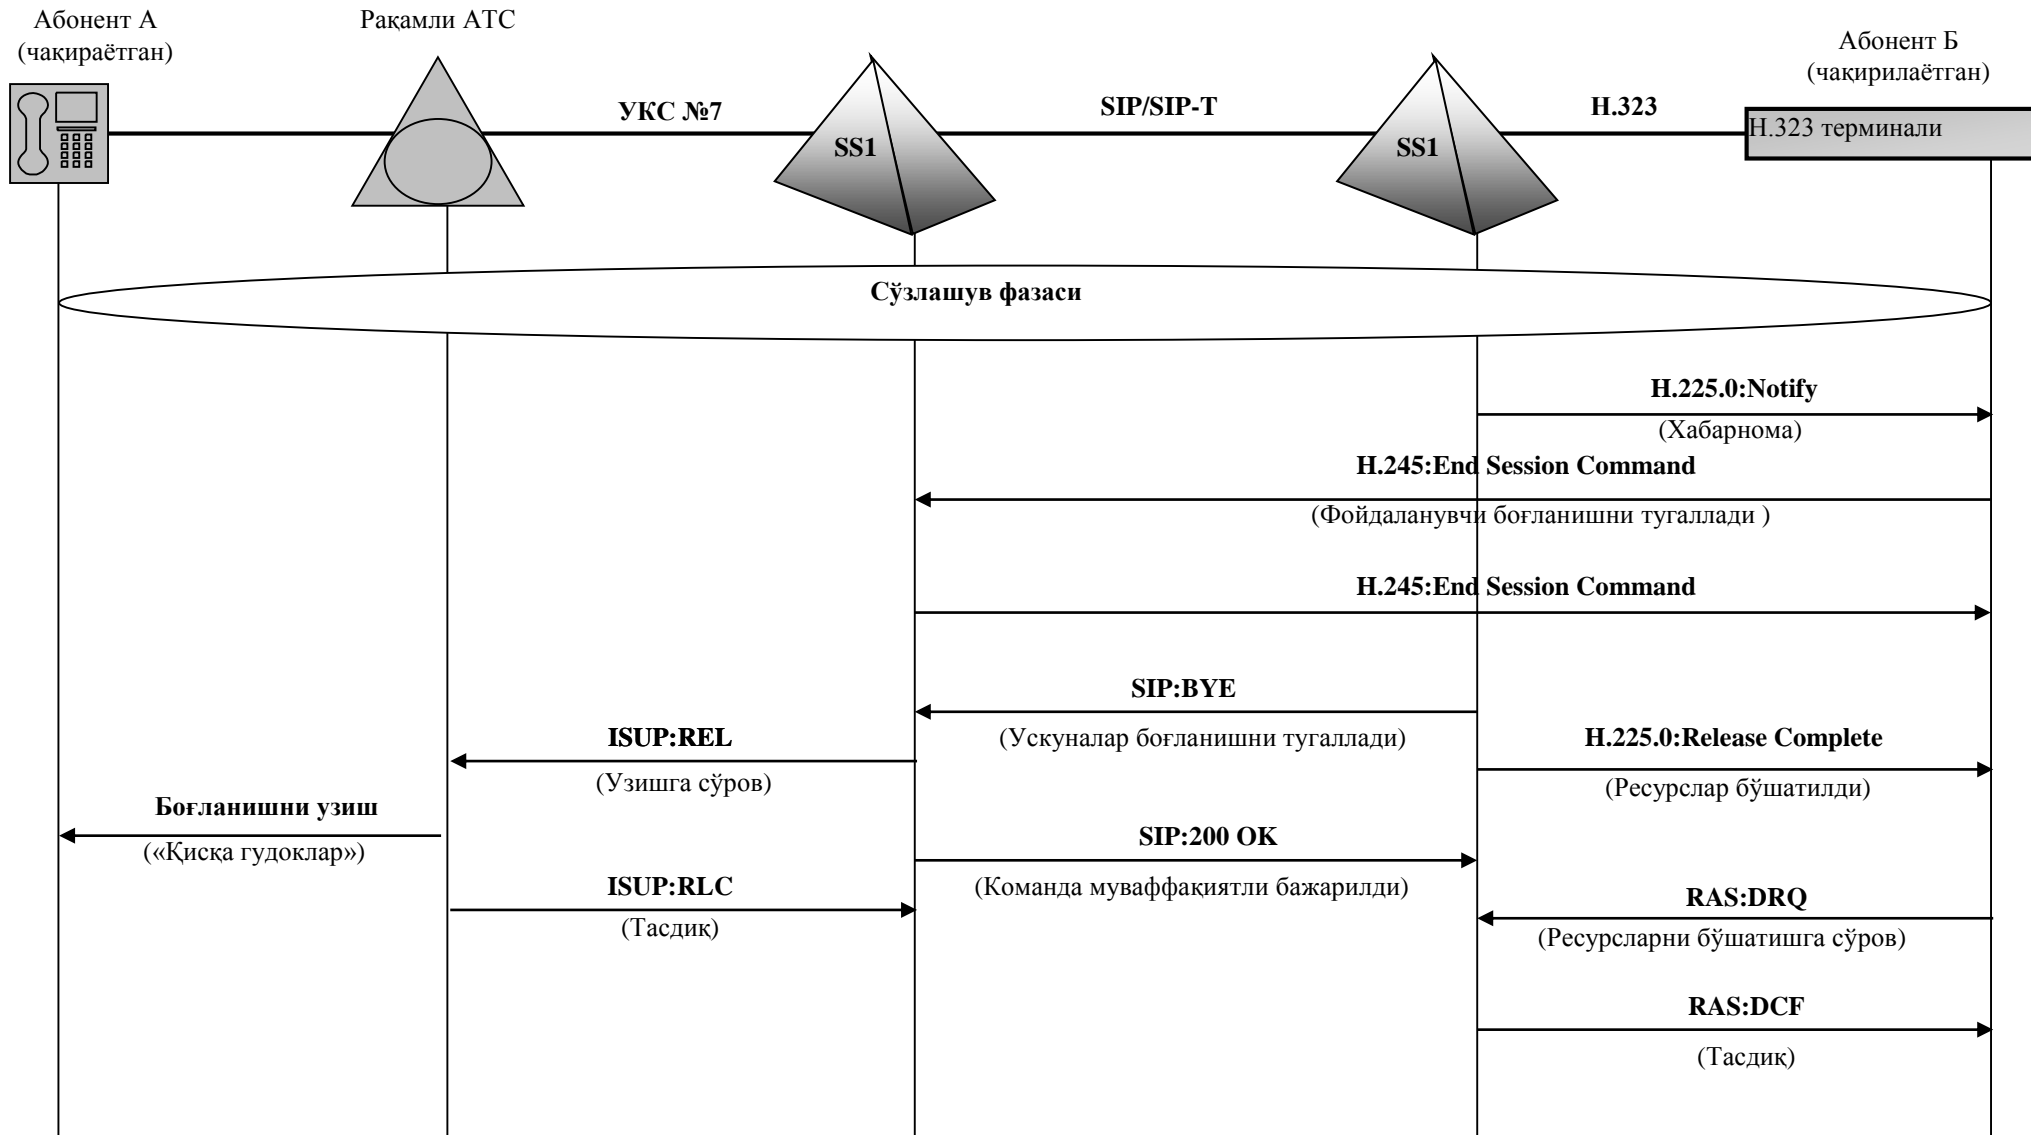 Абонент А
(чақираётган)
Рақамли АТС
Абонент Б
(чақирилаётган)
УКС №7
SIP/SIP-T
H.323
SS1
SS1
H.323 терминали
Сўзлашув фазаси
H.225.0:Notify
(Хабарнома)
H.245:End Session Command
(Фойдаланувчи боғланишни тугаллади )
H.245:End Session Command
SIP:BYE
(Ускуналар боғланишни тугаллади)
ISUP:REL
(Узишга сўров)
H.225.0:Release Complete
(Ресурслар бўшатилди)
Боғланишни узиш
(«Қисқа гудоклар»)
SIP:200 OK
(Команда муваффақиятли бажарилди)
ISUP:RLC
(Тасдиқ)
RAS:DRQ
(Ресурсларни бўшатишга сўров)
RAS:DCF
(Тасдиқ)